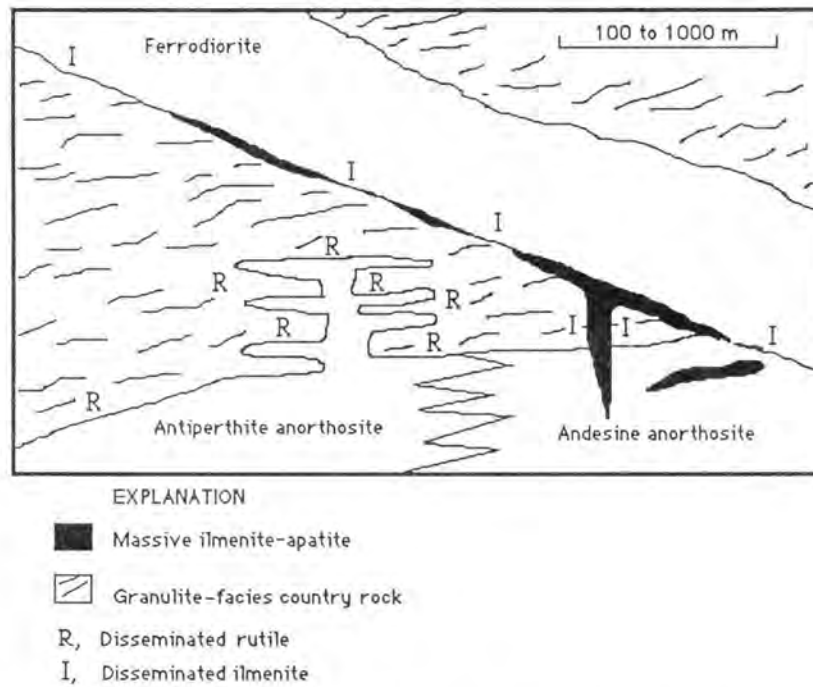 I
Ferrodiorite
100 to 1000 m
I
I
R
R
R
R
R
R
I
I
I
R
Antiperthite anorthosite
Andesine anorthosite
EXPLANATION
Massive ilmenite-apatite
Granulite-facies country rock
R, Disseminated rutile
I, Disseminated ilmenite